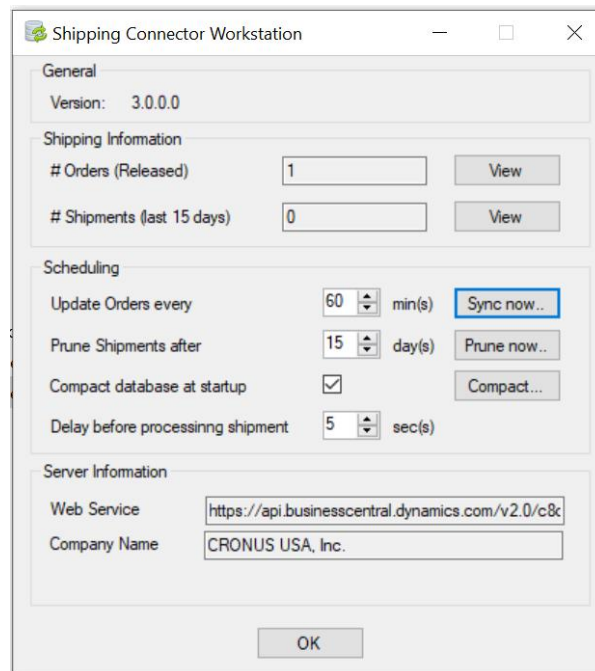 Shipping Connector Workstation
General
Version: 3.0.0.0
Shipping Information
# Orders (Released) 1 View
# Shipments (last 15 days) 0 View
Scheduling
Update Orders every 60 min(s) Sync now..
Prune Shipments after 15 day(s) Prune now..
Compact database at startup Compact...
Delay before processinng shipment 5 sec(s)
Server Information
Web Service https://api.businesscentral.dynamics.com/v2.0/c8c
Company Name CRONUS USA, Inc.
OK